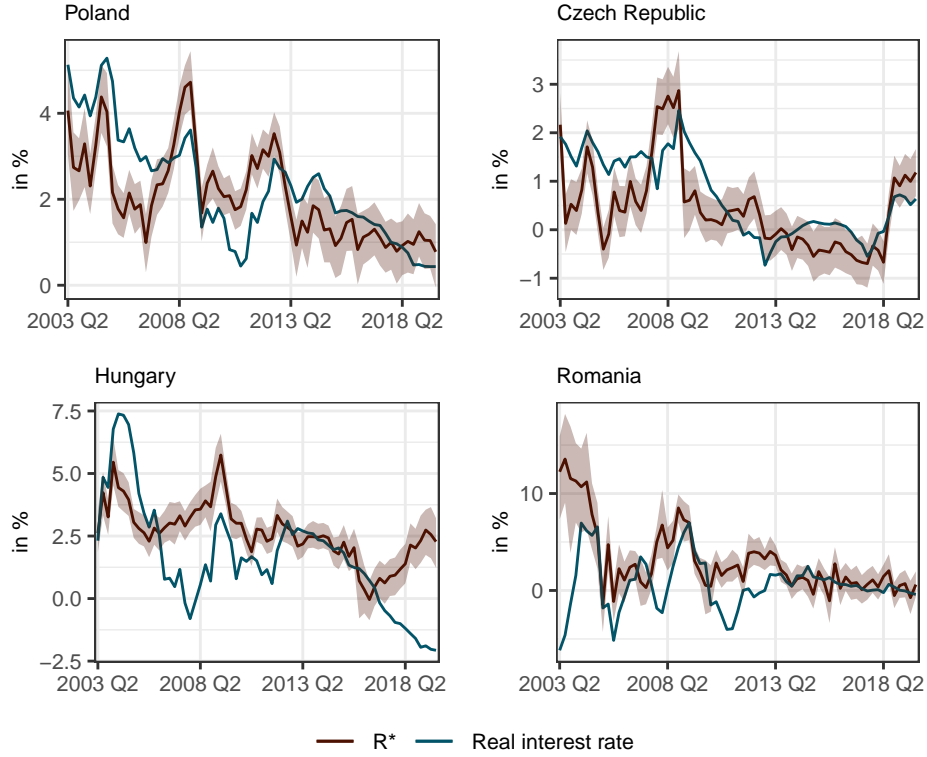 Poland
Czech Republic
in %
4
2
0
2003 Q2 2008 Q2 2013 Q2 2018 Q2
in %
3
2
1
0
−1
2003 Q2 2008 Q2 2013 Q2 2018 Q2
Hungary
Romania
in %
7.5
5.0
2.5
0.0
−2.5
2003 Q2 2008 Q2 2013 Q2 2018 Q2
in %
10
0
2003 Q2 2008 Q2 2013 Q2 2018 Q2
R* Real interest rate